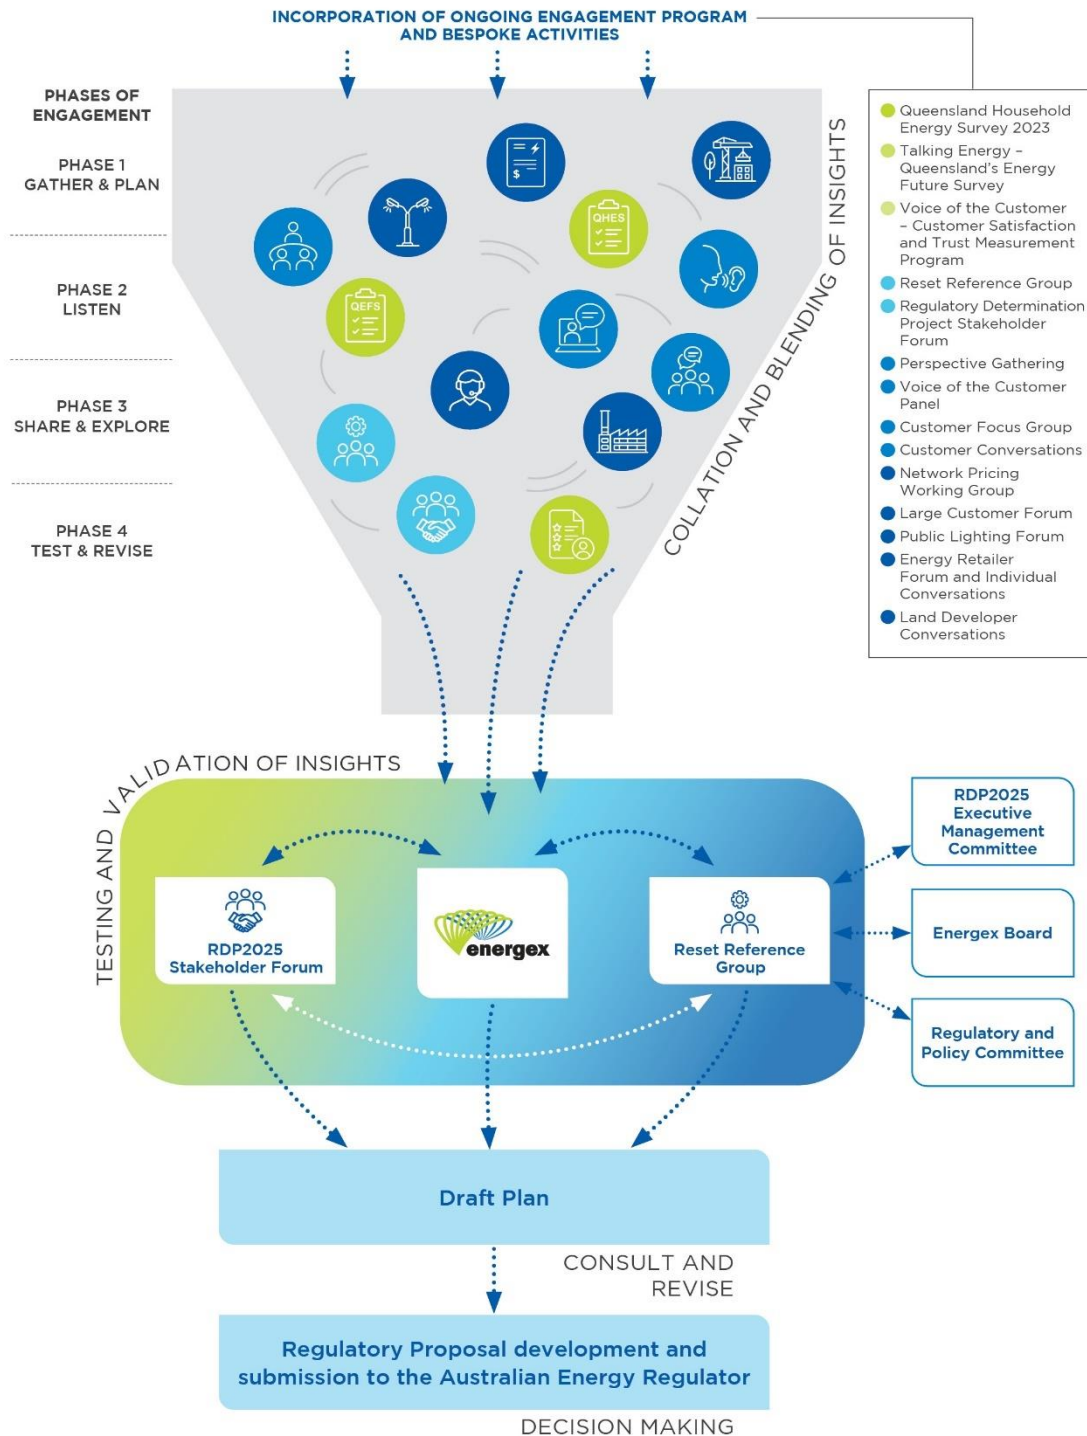 INCORPORATION OF ONGOING ENGAGEMENT PROGRAM
AND BESPOKE ACTIVITIES
PHASES OF
ENGAGEMENT
PHASE 1
GATHER & PLAN
PHASE 2
LISTEN
PHASE 3
SHARE & EXPLORE
PHASE 4
TEST & REVISE
$
QHES
QEFS
COLLATION AND BLENDING OF INSIGHTS
Queensland Household
Energy Survey 2023
Talking Energy –
Queensland's Energy
Future Survey
Voice of the Customer
– Customer Satisfaction
and Trust Measurement
Program
Reset Reference Group
Regulatory Determination
Project Stakeholder
Forum
Perspective Gathering
Voice of the Customer
Panel
Customer Focus Group
Customer Conversations
Network Pricing
Working Group
Large Customer Forum
Public Lighting Forum
Energy Retailer
Forum and Individual
Conversations
Land Developer
Conversations
TESTING AND VALIDATION OF INSIGHTS
RDP2025
Stakeholder Forum
energex
Reset Reference
Group
RDP2025
Executive
Management
Committee
Energex Board
Regulatory and
Policy Committee
Draft Plan
CONSULT AND
REVISE
Regulatory Proposal development and
submission to the Australian Energy Regulator
DECISION MAKING